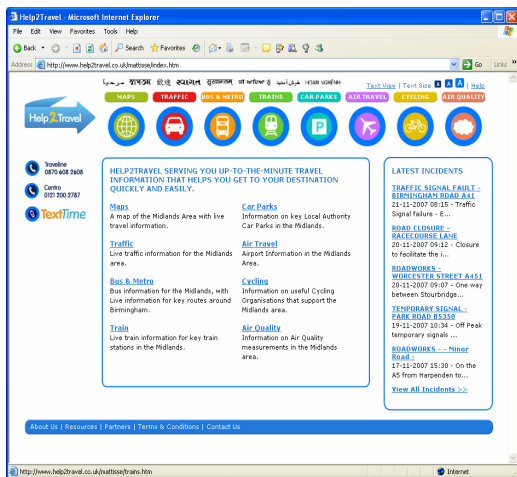 Help2Travel - Microsoft Internet Explorer
File Edit View Favorites Tools Help
Back Search Favorites
Address http://www.help2travel.co.uk/mattisse/index.htm Go Links »
Text View | Text Size A A A | Help
MAPS TRAFFIC BUS & METRO TRAINS CAR PARKS AIR TRAVEL CYCLING AIR QUALITY
Help2Travel
Traveline
0870 608 2608
Centro
0121 200 2787
TextTime
HELP2TRAVEL SERVING YOU UP-TO-THE-MINUTE TRAVEL
INFORMATION THAT HELPS YOU GET TO YOUR DESTINATION
QUICKLY AND EASILY.
Maps
A map of the Midlands Area with live
travel information.
Traffic
Live traffic information for the Midlands
area.
Bus & Metro
Bus information for the Midlands, with
Live information for key routes around
Birmingham.
Train
Live train information for key train
stations in the Midlands.
Car Parks
Information on key Local Authority
Car Parks in the Midlands.
Air Travel
Airport Information in the Midlands
Area.
Cycling
Information on useful Cycling
Organisations that support the
Midlands area.
Air Quality
Information on Air Quality
measurements in the Midlands
area.
LATEST INCIDENTS
TRAFFIC SIGNAL FAULT -
BIRMINGHAM ROAD A41
21-11-2007 08:15 - Traffic
Signal failure - E...
ROAD CLOSURE -
RACECOURSE LANE
20-11-2007 09:12 - Closure
to facilitate the i...
ROADWORKS -
WORCESTER STREET A451
20-11-2007 09:07 - One way
between Stourbridge...
TEMPORARY SIGNAL -
PARK ROAD B5350
19-11-2007 10:34 - Off Peak
temporary signals ...
ROADWORKS - - Minor
Road -
17-11-2007 15:30 - On the
A5 from Harpenden to...
View All Incidents >>
About Us | Resources | Partners | Terms & Conditions | Contact Us
http://www.help2travel.co.uk/mattisse/trains.htm Internet